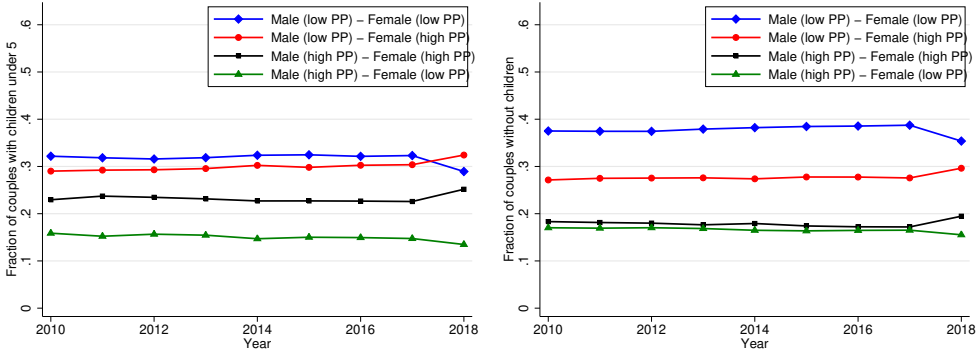 Male (low PP) − Female (low PP)
Male (low PP) − Female (high PP)
Male (high PP) − Female (high PP)
Male (high PP) − Female (low PP)
Fraction of couples with children under 5
.6
.5
.4
.3
.2
.1
0
2010
2012
2014
2016
2018
Year
Male (low PP) − Female (low PP)
Male (low PP) − Female (high PP)
Male (high PP) − Female (high PP)
Male (high PP) − Female (low PP)
Fraction of couples without children
.6
.5
.4
.3
.2
.1
0
2010
2012
2014
2016
2018
Year